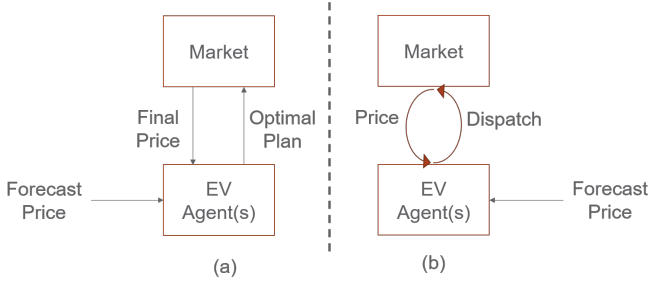 Market
Final
Price
Optimal
Plan
Forecast
Price
EV
Agent(s)
(a)
Market
Price
Dispatch
EV
Agent(s)
Forecast
Price
(b)